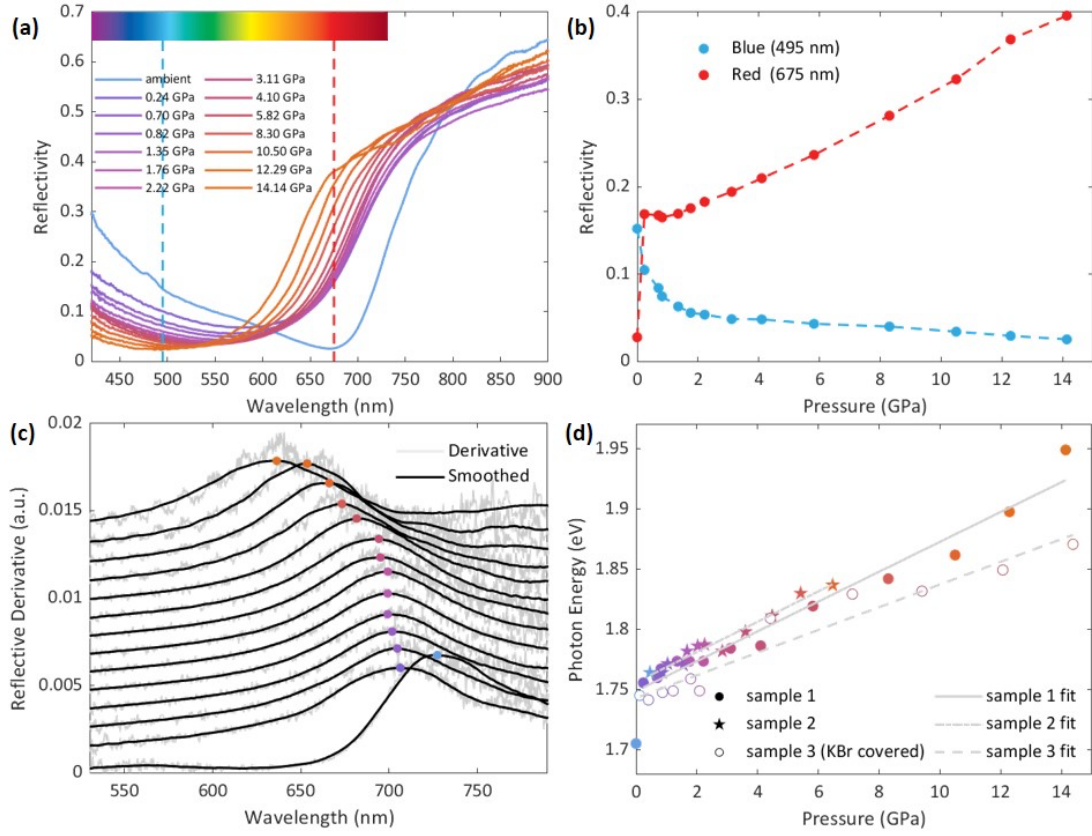 (a)
ambient
0.24 GPa
0.70 GPa
0.82 GPa
1.35 GPa
1.76 GPa
2.22 GPa
3.11 GPa
4.10 GPa
5.82 GPa
8.30 GPa
10.50 GPa
12.29 GPa
14.14 GPa
0.7
0.6
0.5
0.4
0.3
0.2
0.1
0
Reflectivity
450 500 550 600 650 700 750 800 850 900
Wavelength (nm)
(b)
Blue (495 nm)
Red (675 nm)
0.4
0.3
0.2
0.1
0
Reflectivity
0 2 4 6 8 10 12 14
Pressure (GPa)
(c)
Derivative
Smoothed
0.02
0.015
0.01
0.005
0
Reflective Derivative (a.u.)
550 600 650 700 750
Wavelength (nm)
(d)
1.95
1.9
1.85
1.8
1.75
1.7
Photon Energy (eV)
sample 1
sample 2
sample 3 (KBr covered)
sample 1 fit
sample 2 fit
sample 3 fit
0 2 4 6 8 10 12 14
Pressure (GPa)